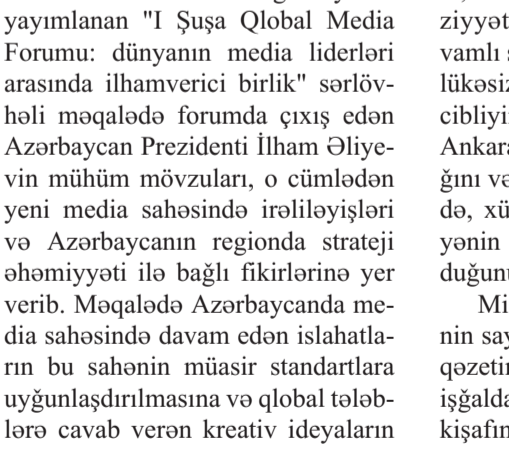 yayımlanan "I Şuşa Qlobal Media
Forumu: dünyanın media liderləri
arasında ilhamverici birlik" sərlöv-
həli məqalədə forumda çıxış edən
Azərbaycan Prezidenti İlham Əliye-
vin mühüm mövzuları, o cümlədən
yeni media sahəsində irəliləyişləri
və Azərbaycanın regionda strateji
əhəmiyyəti ilə bağlı fikirlərinə yer
verib. Məqalədə Azərbaycanda me-
dia sahəsində davam edən islahatla-
rın bu sahənin müasir standartlara
uyğunlaşdırılmasına və qlobal tələb-
lərə cavab verən kreativ ideyaların